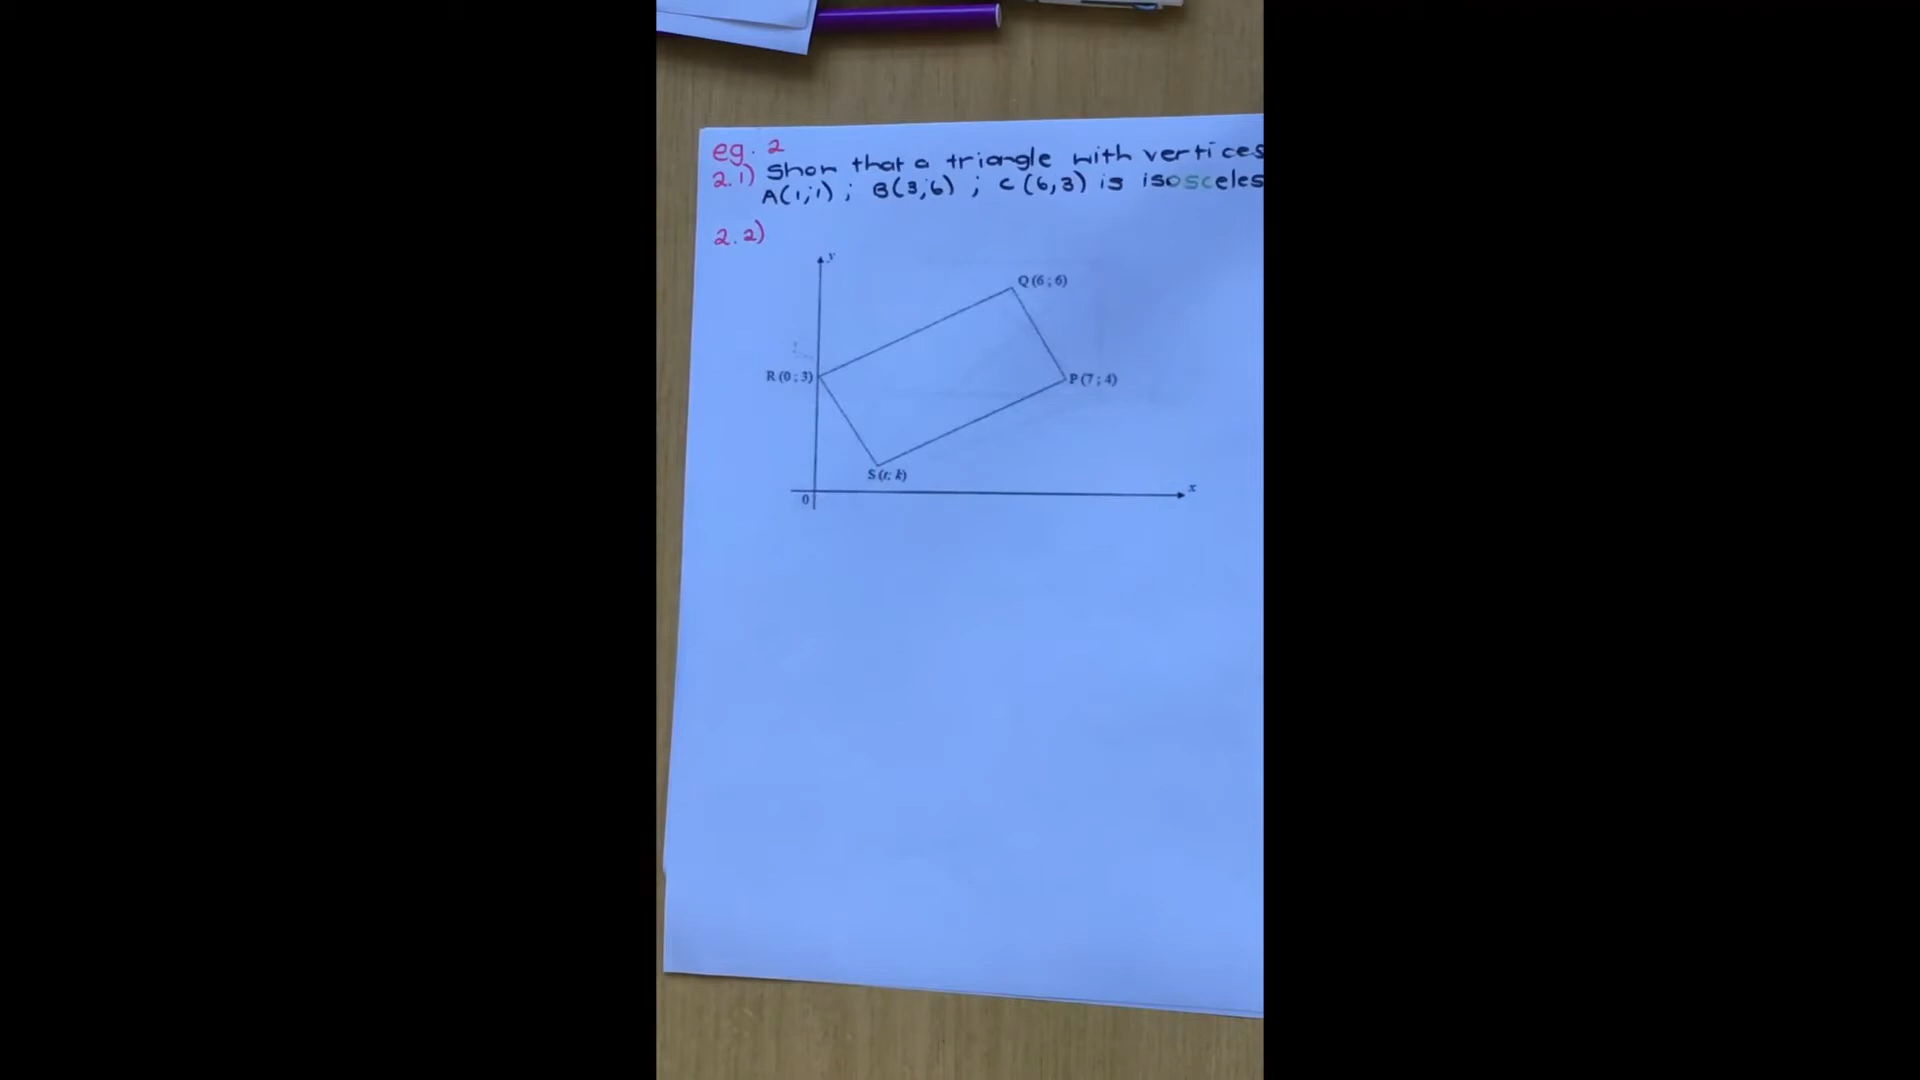 eg. 2
2.1) Show that a triangle with vertices
A(1;1) ; B(3;6) ; C(6,3) is isosceles
2.2)
y
Q (6 ; 6)
R (0 ; 3)
P (7 ; 4)
S (t; k)
x
0